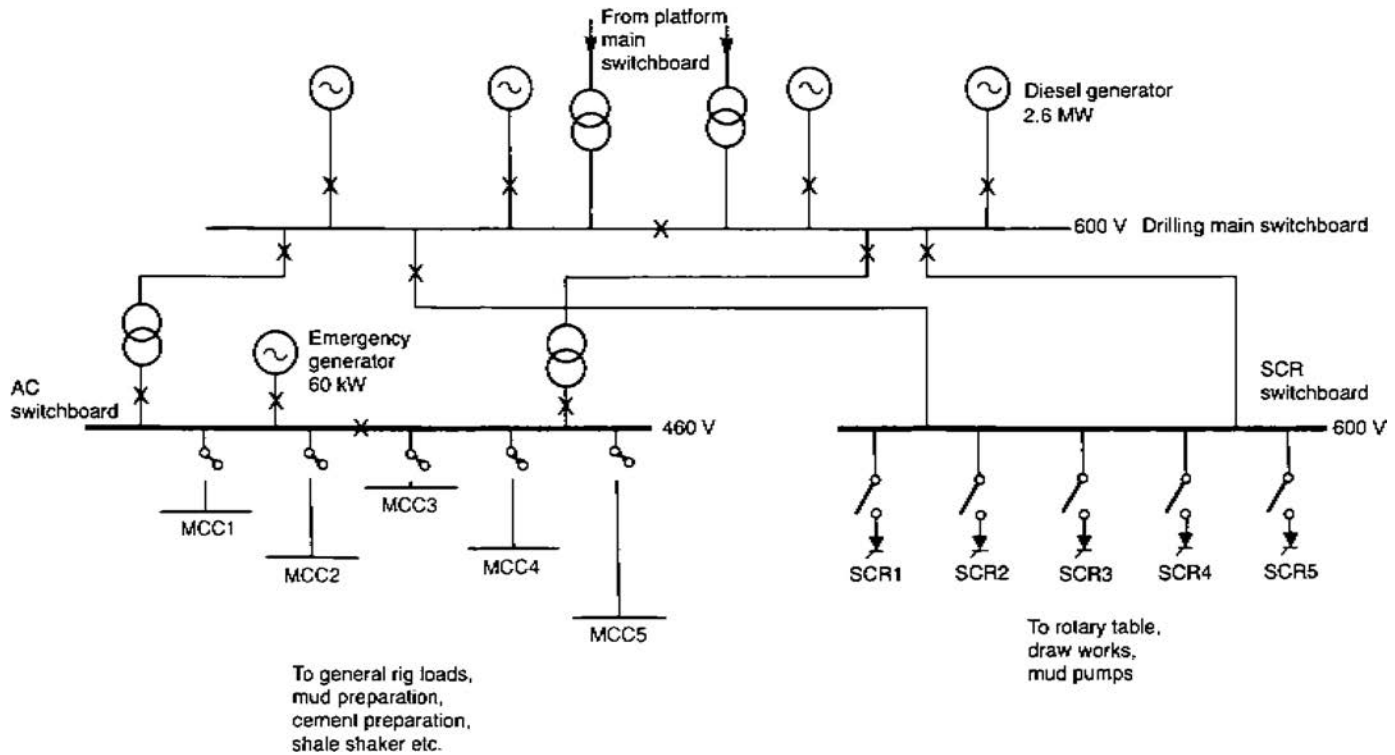 From platform
main
switchboard
Diesel generator
2.6 MW
600 V Drilling main switchboard
Emergency
generator
60 kW
AC
switchboard
460 V
SCR
switchboard
600 V
MCC1
MCC2
MCC3
MCC4
MCC5
SCR1
SCR2
SCR3
SCR4
SCR5
To general rig loads,
mud preparation,
cement preparation,
shale shaker etc.
To rotary table,
draw works,
mud pumps